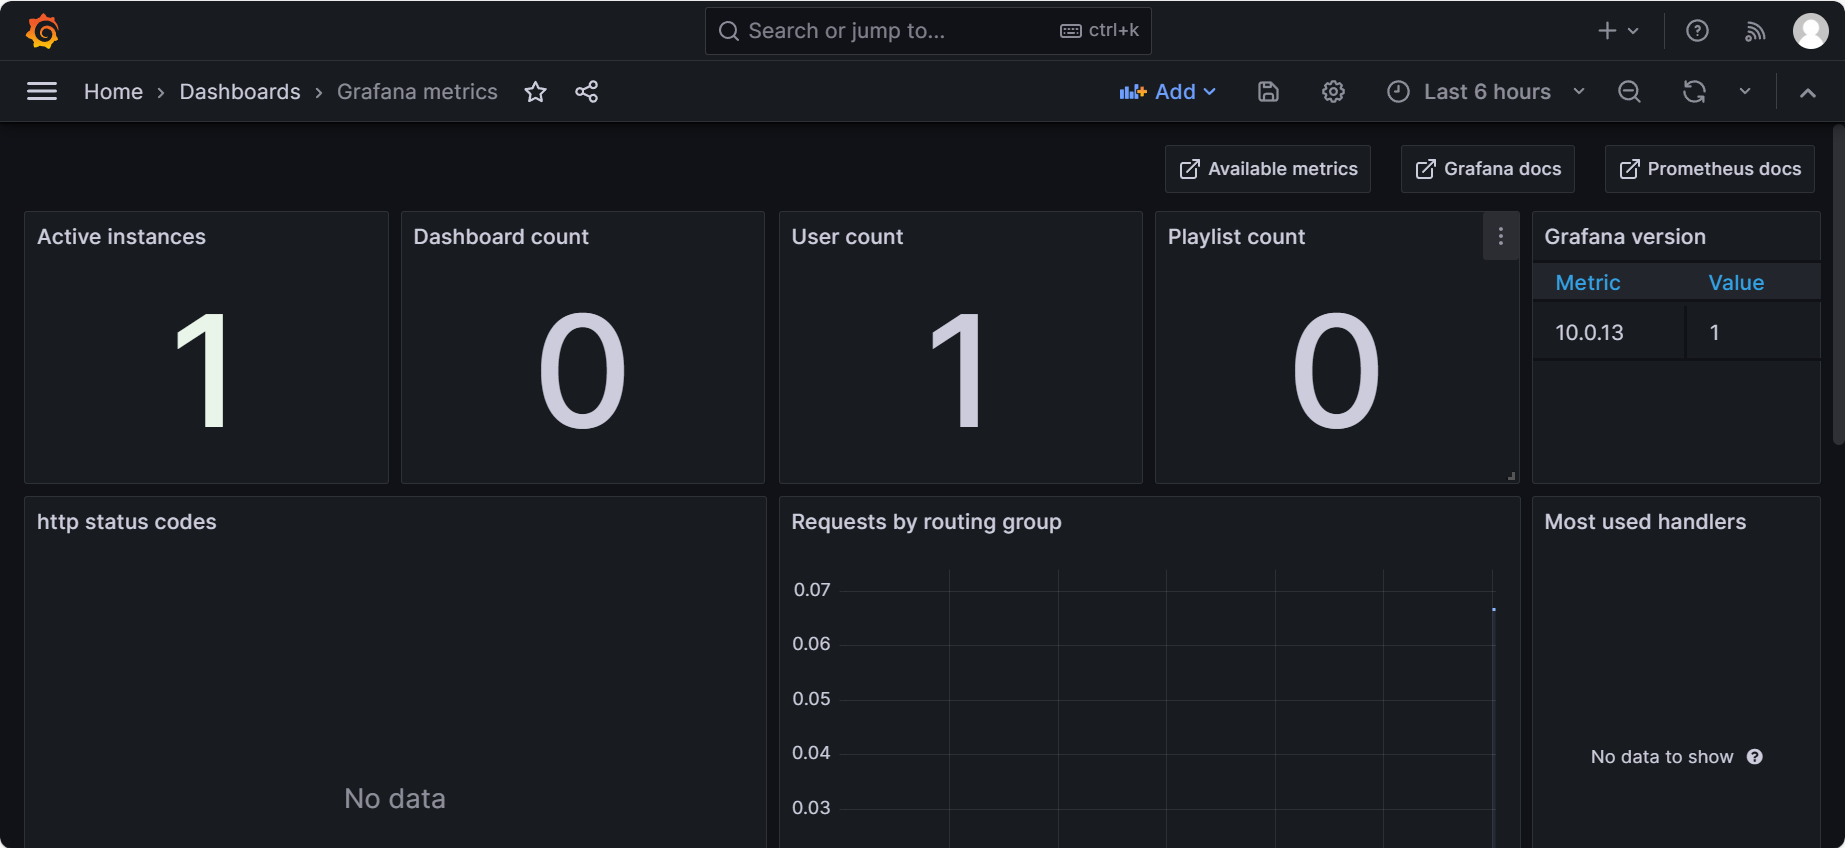 Search or jump to... ctrl+k
Home › Dashboards › Grafana metrics Add Last 6 hours
Available metrics Grafana docs Prometheus docs
Active instances
1
Dashboard count
0
User count
1
Playlist count
0
Grafana version
Metric Value
10.0.13 1
http status codes
No data
Requests by routing group
0.07
0.06
0.05
0.04
0.03
Most used handlers
No data to show